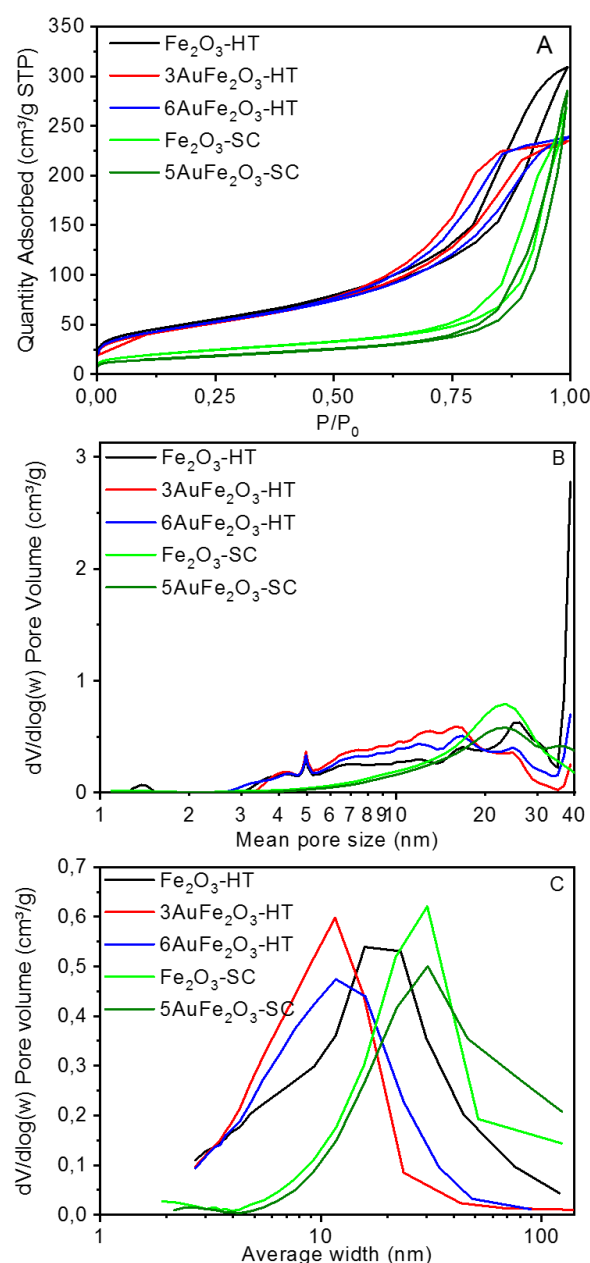 A
Fe₂O₃-HT
3AuFe₂O₃-HT
6AuFe₂O₃-HT
Fe₂O₃-SC
5AuFe₂O₃-SC
Quantity Adsorbed (cm³/g STP)
350
300
250
200
150
100
50
0
0,00 0,25 0,50 0,75 1,00
P/P₀
B
Fe₂O₃-HT
3AuFe₂O₃-HT
6AuFe₂O₃-HT
Fe₂O₃-SC
5AuFe₂O₃-SC
dV/dlog(w) Pore Volume (cm³/g)
3
2
1
0
1 2 3 4 5 6 7 8 910 20 30 40
Mean pore size (nm)
C
Fe₂O₃-HT
3AuFe₂O₃-HT
6AuFe₂O₃-HT
Fe₂O₃-SC
5AuFe₂O₃-SC
dV/dlog(w) Pore volume (cm³/g)
0,7
0,6
0,5
0,4
0,3
0,2
0,1
0,0
1 10 100
Average width (nm)